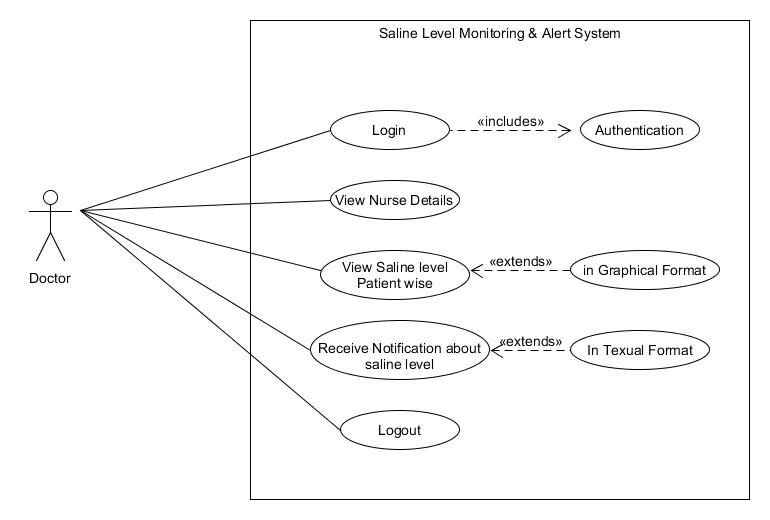 Saline Level Monitoring & Alert System
Login
«includes»
Authentication
View Nurse Details
View Saline level
Patient wise
«extends»
in Graphical Format
Doctor
Receive Notification about
saline level
«extends»
In Texual Format
Logout